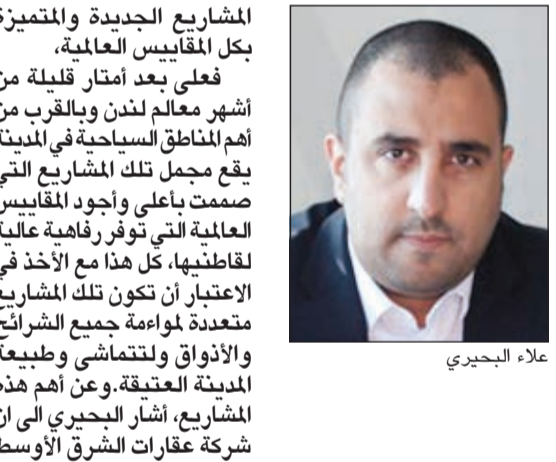 المشاريع الجديدة والمتميزة
بكل المقاييس العالمية،
فعلى بعد أمتار قليلة من
أشهر معالم لندن وبالقرب من
أهم المناطق السياحية في المدينة
يقع مجمل تلك المشاريع التي
صممت بأعلى وأجود المقاييس
العالمية التي توفر رفاهية عالية
لقاطنيها، كل هذا مع الأخذ في
الاعتبار أن تكون تلك المشاريع
متعددة لمواءمة جميع الشرائح
والأذواق ولتتماشى وطبيعة
المدينة العتيقة.وعن أهم هذه
المشاريع، أشار البحيري الى ان
شركة عقارات الشرق الأوسط
علاء البحيري